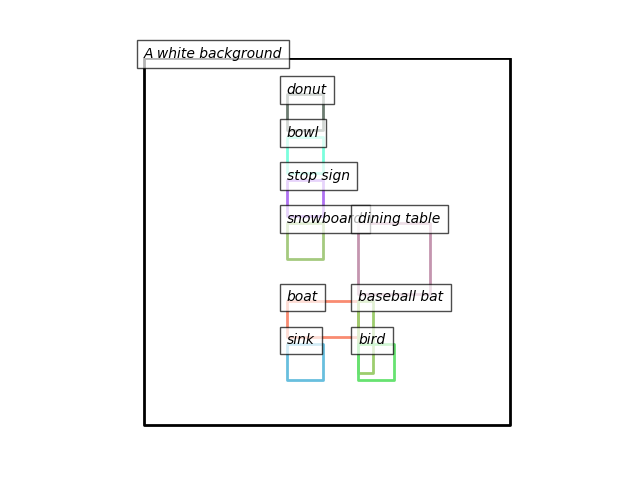 A white background
donut
bowl
stop sign
snowboard
dining table
boat
baseball bat
sink
bird